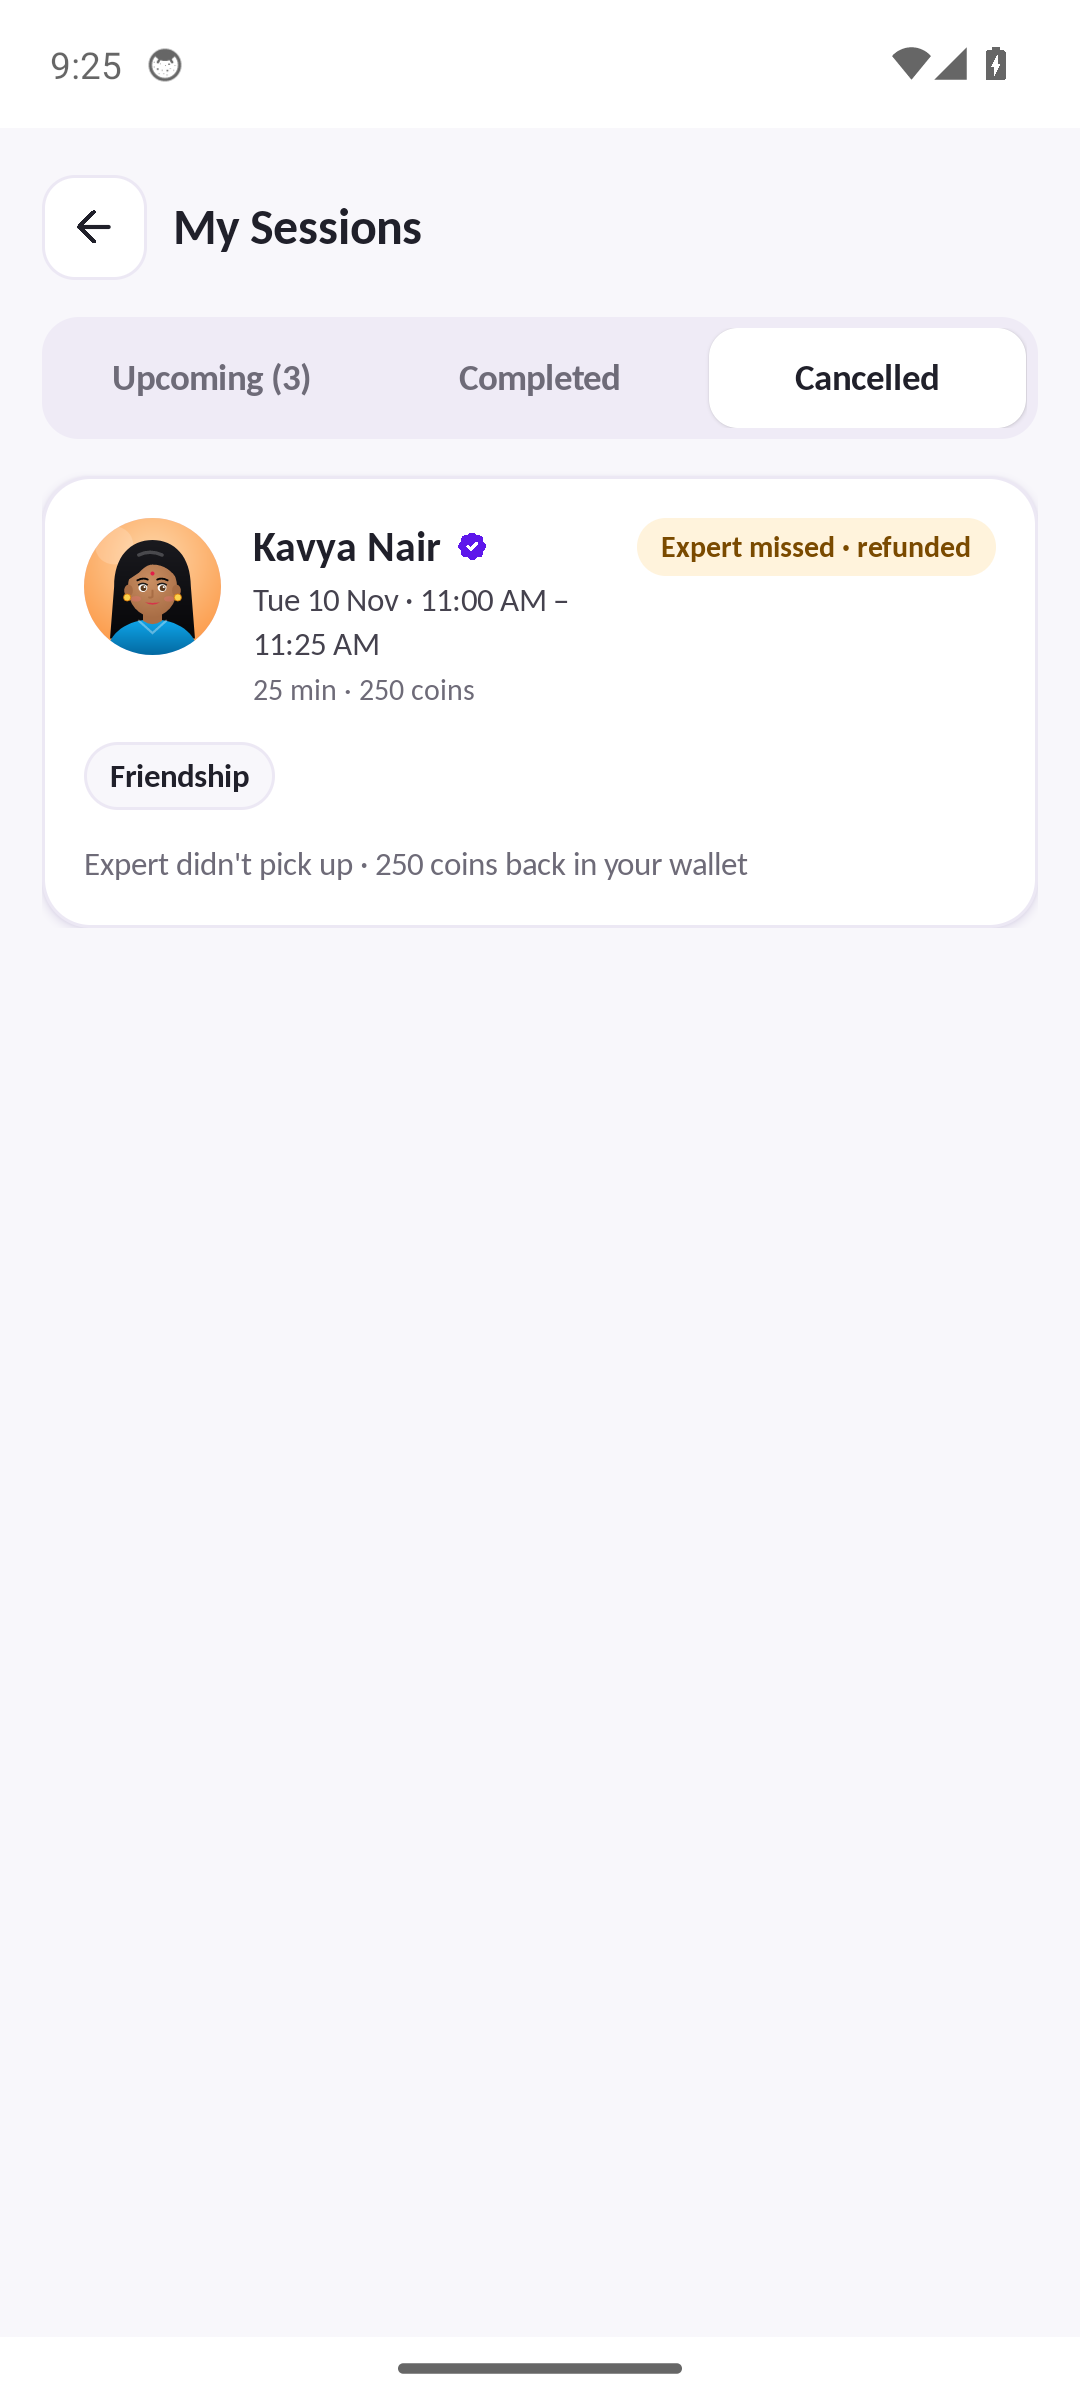 9:25
My Sessions
Upcoming (3)
Completed
Cancelled
Kavya Nair
Expert missed · refunded
Tue 10 Nov · 11:00 AM –
11:25 AM
25 min · 250 coins
Friendship
Expert didn't pick up · 250 coins back in your wallet